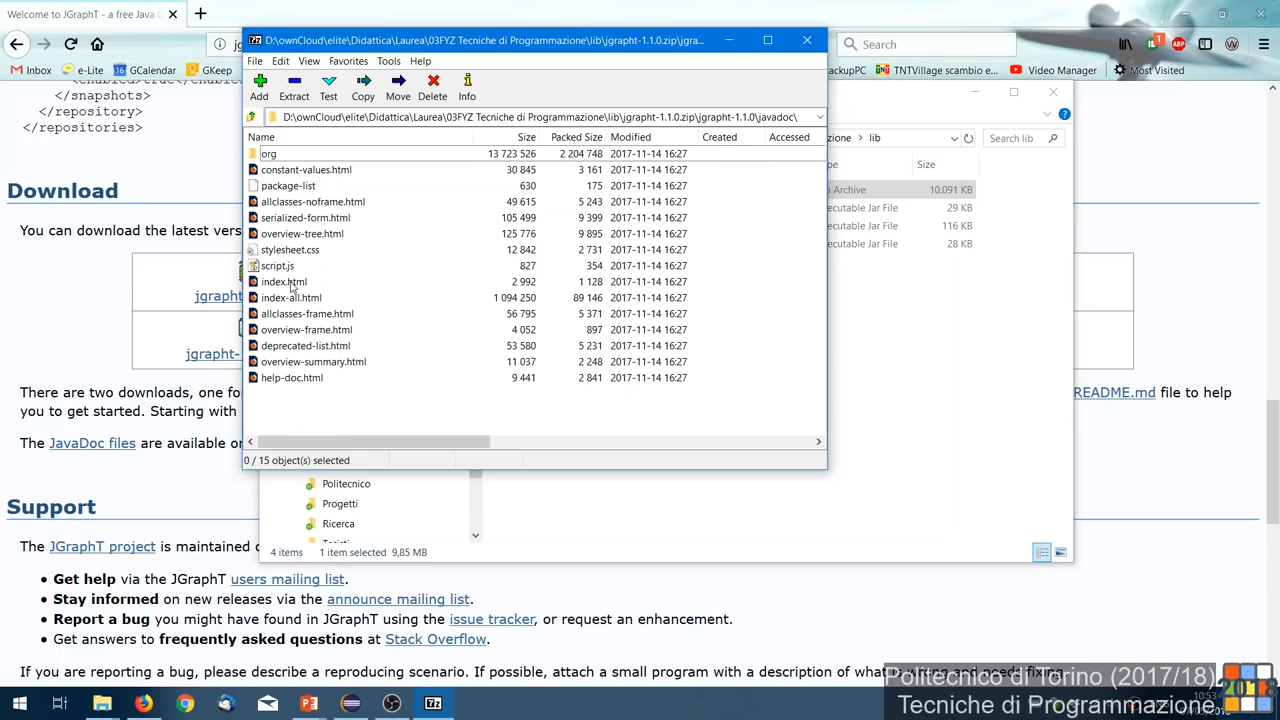 Welcome to JGraphT - a free Java C
Search
Inbox e-Lite GCalendar GKeep
ackupPC TNTVillage scambio e ... Video Manager Most Visited
</snapshots>
</repository>
</repositories>
Download
You can download the latest vers
jgrapht
jgrapht-
There are two downloads, one fo
README.md file to help
you to get started. Starting with
The JavaDoc files are available or
Support
The JGraphT project is maintained
Get help via the JGraphT users mailing list.
Stay informed on new releases via the announce mailing list.
Report a bug you might have found in JGraphT using the issue tracker, or request an enhancement.
Get answers to frequently asked questions at Stack Overflow.
If you are reporting a bug, please describe a reproducing scenario. If possible, attach a small program with a description of what
D:\ownCloud\elite\Didattica\Laurea\03FYZ Tecniche di Programmazione\lib\jgrapht-1.1.0.zip\jgra...
File Edit View Favorites Tools Help
Add Extract Test Copy Move Delete Info
D:\ownCloud\elite\Didattica\Laurea\03FYZ Tecniche di Programmazione\lib\jgrapht-1.1.0.zip\jgrapht-1.1.0\javadoc\
Name Size Packed Size Modified Created Accessed
org 13 723 526 2 204 748 2017-11-14 16:27
constant-values.html 30 845 3 161 2017-11-14 16:27
package-list 630 175 2017-11-14 16:27
allclasses-noframe.html 49 615 5 243 2017-11-14 16:27
serialized-form.html 105 499 9 399 2017-11-14 16:27
overview-tree.html 125 776 9 895 2017-11-14 16:27
stylesheet.css 12 842 2 731 2017-11-14 16:27
script.js 827 354 2017-11-14 16:27
index.html 2 992 1 128 2017-11-14 16:27
index-all.html 1 094 250 89 146 2017-11-14 16:27
allclasses-frame.html 56 795 5 371 2017-11-14 16:27
overview-frame.html 4 052 897 2017-11-14 16:27
deprecated-list.html 53 580 5 231 2017-11-14 16:27
overview-summary.html 11 037 2 248 2017-11-14 16:27
help-doc.html 9 441 2 841 2017-11-14 16:27
0 / 15 object(s) selected
zione › lib
Search lib
Size
Archive 10.091 KB
ecutable Jar File 29 KB
ecutable Jar File 116 KB
ecutable Jar File 28 KB
Politecnico
Progetti
Ricerca
4 items 1 item selected 9,85 MB
Politecnico di Torino (2017/18)
Tecniche di Programmazione
2018
10:53